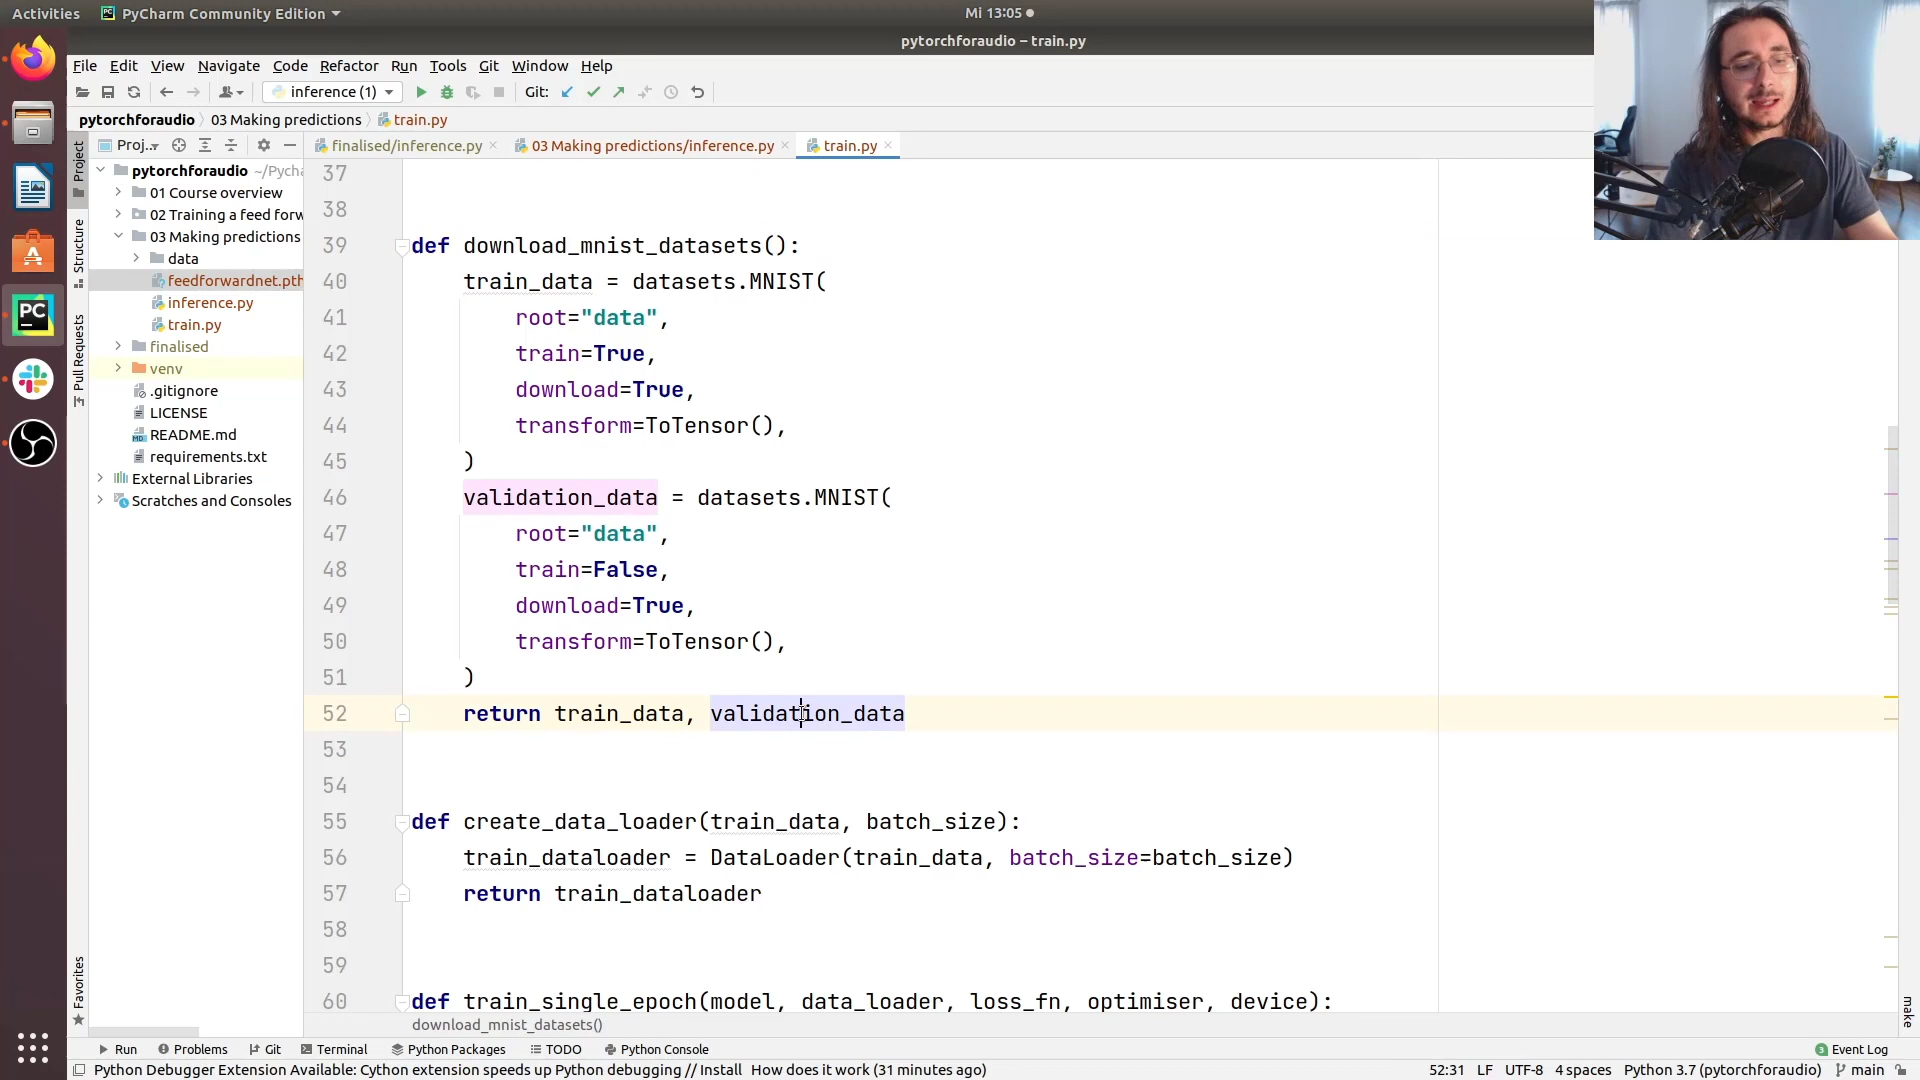 Activities
PyCharm Community Edition
Mi 13:05
pytorchforaudio – train.py
File Edit View Navigate Code Refactor Run Tools Git Window Help
inference (1)
Git:
pytorchforaudio
03 Making predictions
train.py
Project
Proj...
finalised/inference.py
03 Making predictions/inference.py
train.py
pytorchforaudio ~/Pycha
01 Course overview
02 Training a feed forw
03 Making predictions
data
feedforwardnet.pth
inference.py
train.py
finalised
venv
.gitignore
LICENSE
README.md
requirements.txt
External Libraries
Scratches and Consoles
Structure
Pull Requests
Favorites
37
38
39 def download_mnist_datasets():
40 train_data = datasets.MNIST(
41 root="data",
42 train=True,
43 download=True,
44 transform=ToTensor(),
45 )
46 validation_data = datasets.MNIST(
47 root="data",
48 train=False,
49 download=True,
50 transform=ToTensor(),
51 )
52 return train_data, validation_data
53
54
55 def create_data_loader(train_data, batch_size):
56 train_dataloader = DataLoader(train_data, batch_size=batch_size)
57 return train_dataloader
58
59
60 def train_single_epoch(model, data_loader, loss_fn, optimiser, device):
download_mnist_datasets()
make
Run Problems Git Terminal Python Packages TODO Python Console
3 Event Log
Python Debugger Extension Available: Cython extension speeds up Python debugging // Install How does it work (31 minutes ago)
52:31 LF UTF-8 4 spaces Python 3.7 (pytorchforaudio) main